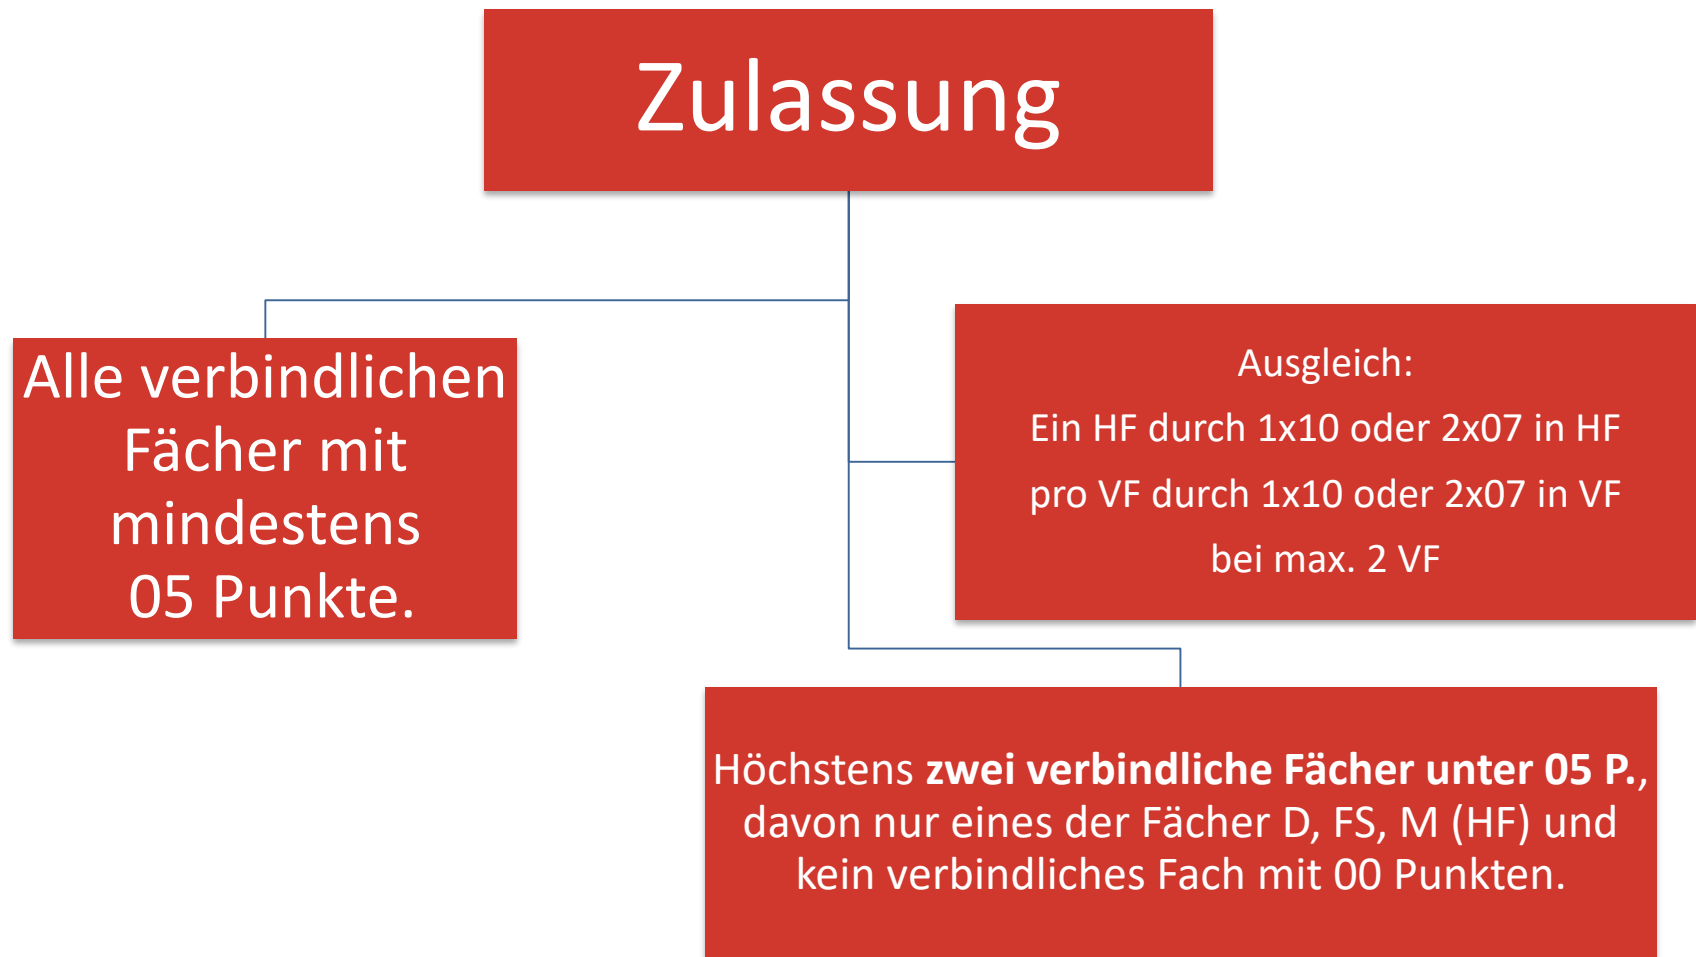 Zulassung
Alle verbindlichen
Fächer mit
mindestens
05 Punkte.
Ausgleich:
Ein HF durch 1x10 oder 2x07 in HF
pro VF durch 1x10 oder 2x07 in VF
bei max. 2 VF
Höchstens zwei verbindliche Fächer unter 05 P.,
davon nur eines der Fächer D, FS, M (HF) und
kein verbindliches Fach mit 00 Punkten.